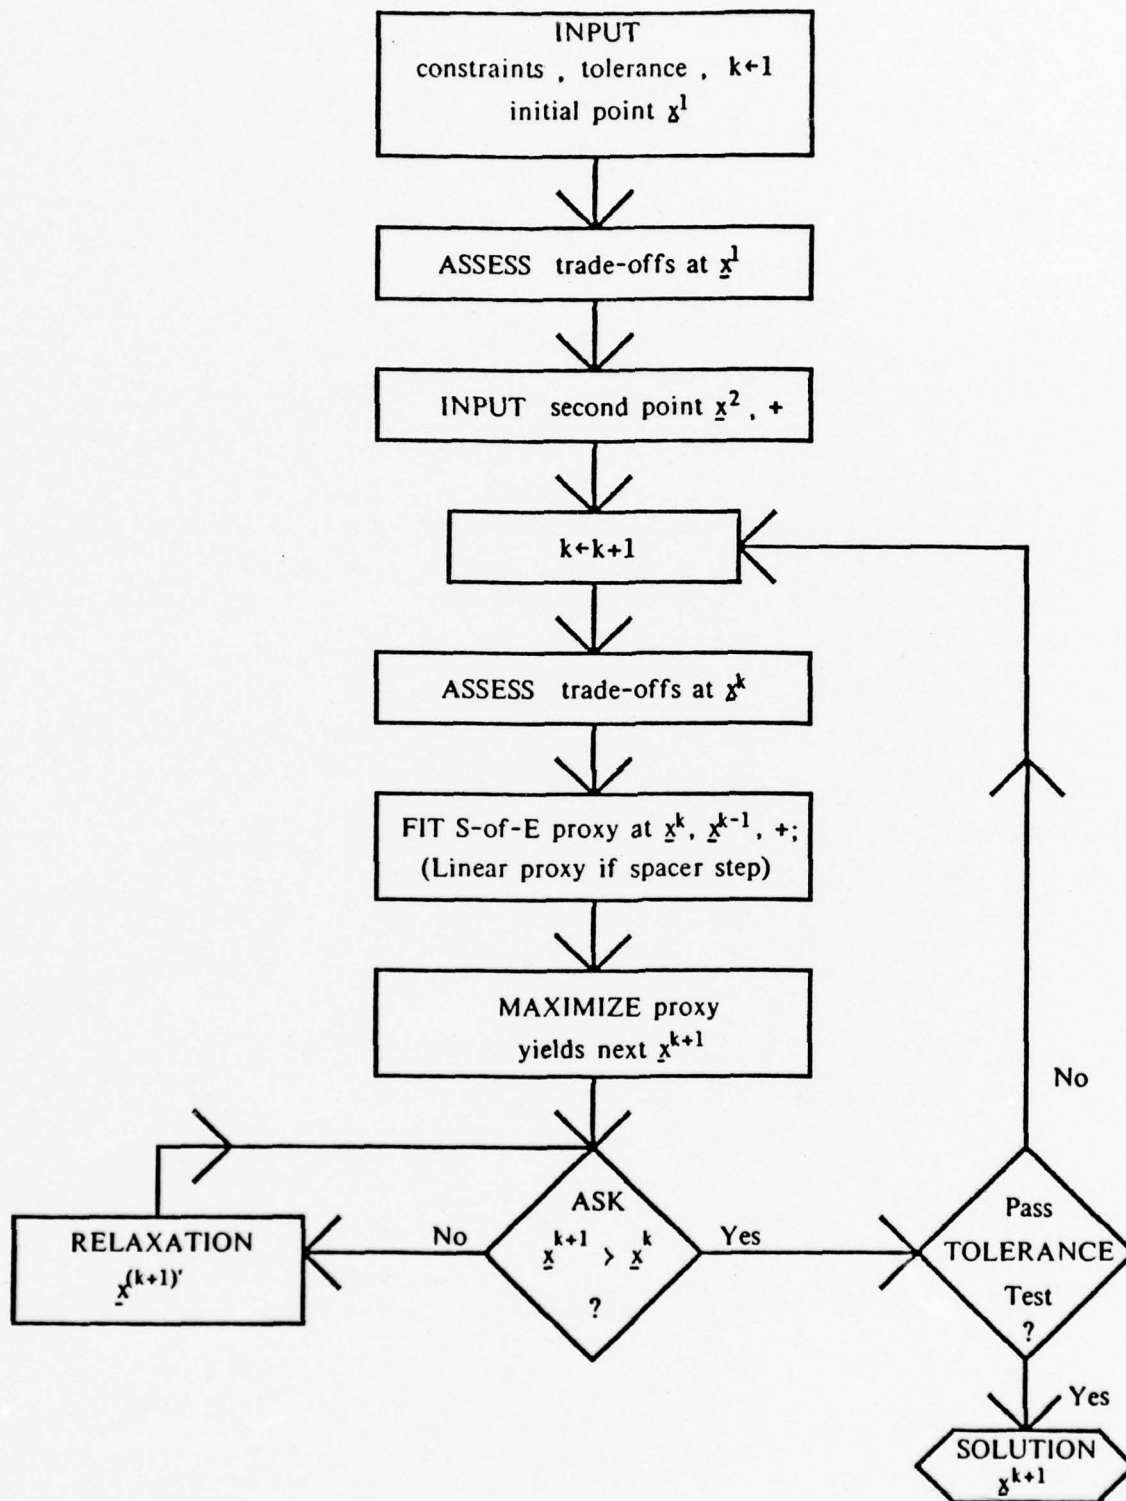 INPUT
constraints , tolerance , k←1
initial point x¹
ASSESS trade-offs at x¹
INPUT second point x² , +
k←k+1
ASSESS trade-offs at xᵏ
FIT S-of-E proxy at xᵏ, xᵏ⁻¹, +;
(Linear proxy if spacer step)
MAXIMIZE proxy
yields next xᵏ⁺¹
No
ASK
xᵏ⁺¹ > xᵏ
?
No
Yes
Pass
TOLERANCE
Test
?
RELAXATION
x⁽ᵏ⁺¹⁾′
Yes
SOLUTION
xᵏ⁺¹